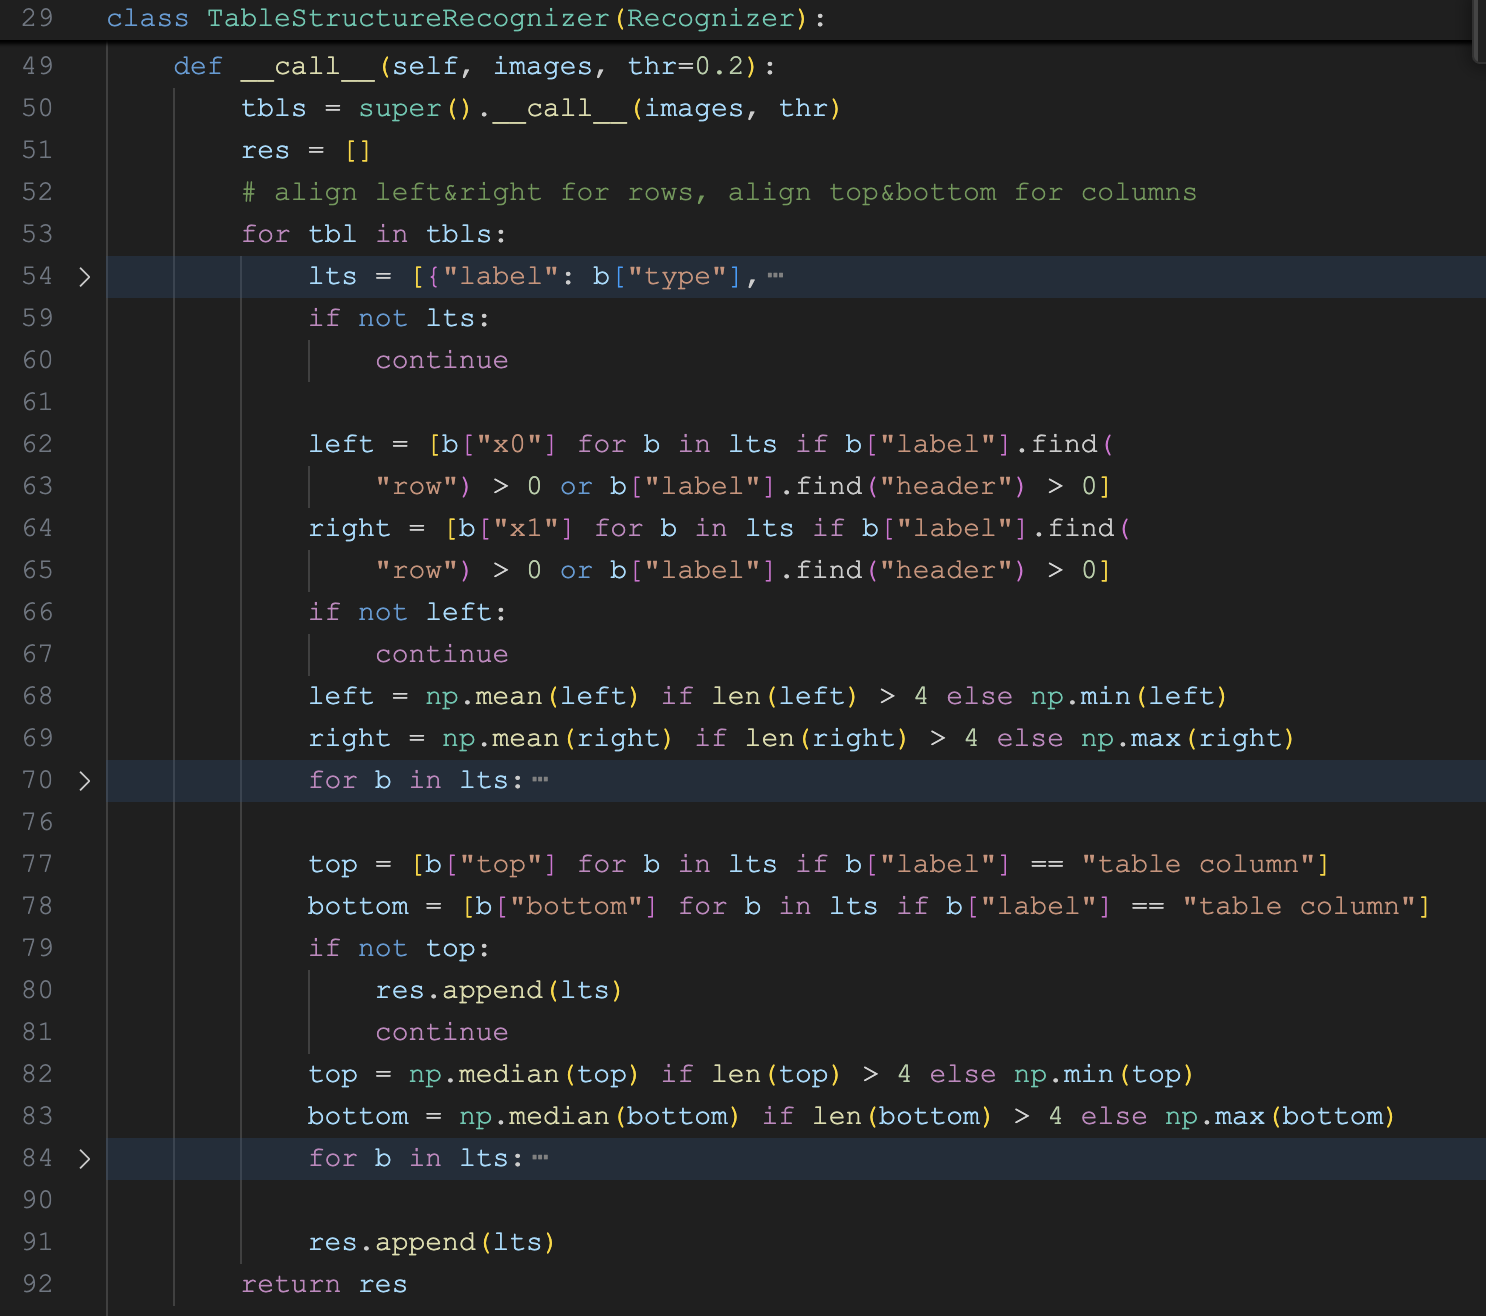 29 class TableStructureRecognizer(Recognizer):
49     def __call__(self, images, thr=0.2):
50         tbls = super().__call__(images, thr)
51         res = []
52         # align left&right for rows, align top&bottom for columns
53         for tbl in tbls:
54 >           lts = [{"label": b["type"],⋯
59             if not lts:
60                 continue
61
62             left = [b["x0"] for b in lts if b["label"].find(
63                 "row") > 0 or b["label"].find("header") > 0]
64             right = [b["x1"] for b in lts if b["label"].find(
65                 "row") > 0 or b["label"].find("header") > 0]
66             if not left:
67                 continue
68             left = np.mean(left) if len(left) > 4 else np.min(left)
69             right = np.mean(right) if len(right) > 4 else np.max(right)
70 >           for b in lts:⋯
76
77             top = [b["top"] for b in lts if b["label"] == "table column"]
78             bottom = [b["bottom"] for b in lts if b["label"] == "table column"]
79             if not top:
80                 res.append(lts)
81                 continue
82             top = np.median(top) if len(top) > 4 else np.min(top)
83             bottom = np.median(bottom) if len(bottom) > 4 else np.max(bottom)
84 >           for b in lts:⋯
90
91             res.append(lts)
92         return res